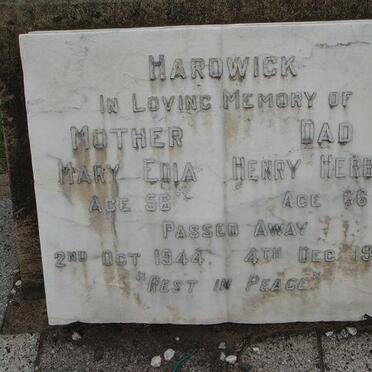 HARDWICK
IN LOVING MEMORY OF
MOTHER DAD
MARY EDIA HENRY HERB
AGE 56 AGE 66
PASSED AWAY
2ND OCT 1944 4TH DEC 19
"REST IN PEACE"